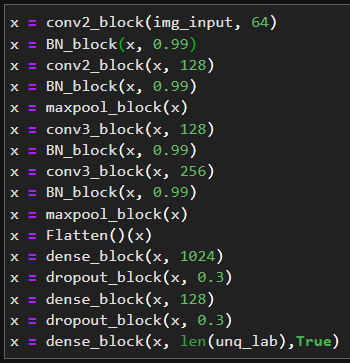 x = conv2_block(img_input, 64)
x = BN_block(x, 0.99)
x = conv2_block(x, 128)
x = BN_block(x, 0.99)
x = maxpool_block(x)
x = conv3_block(x, 128)
x = BN_block(x, 0.99)
x = conv3_block(x, 256)
x = BN_block(x, 0.99)
x = maxpool_block(x)
x = Flatten()(x)
x = dense_block(x, 1024)
x = dropout_block(x, 0.3)
x = dense_block(x, 128)
x = dropout_block(x, 0.3)
x = dense_block(x, len(unq_lab),True)